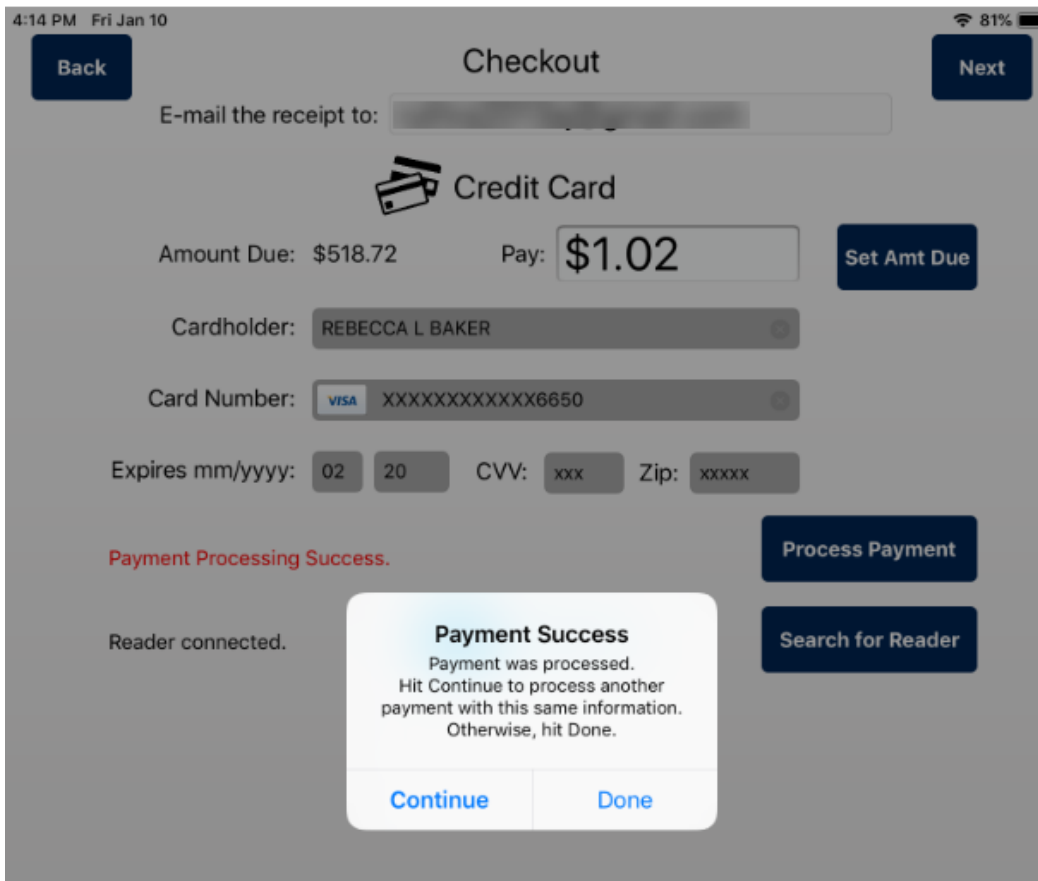 4:14 PM Fri Jan 10 81%
Back Checkout Next
E-mail the receipt to:
Credit Card
Amount Due: $518.72 Pay: $1.02 Set Amt Due
Cardholder: REBECCA L BAKER
Card Number: VISA XXXXXXXXXXXX6650
Expires mm/yyyy: 02 20 CVV: xxx Zip: xxxxx
Payment Processing Success. Process Payment
Reader connected. Search for Reader
Payment Success
Payment was processed.
Hit Continue to process another
payment with this same information.
Otherwise, hit Done.
Continue Done